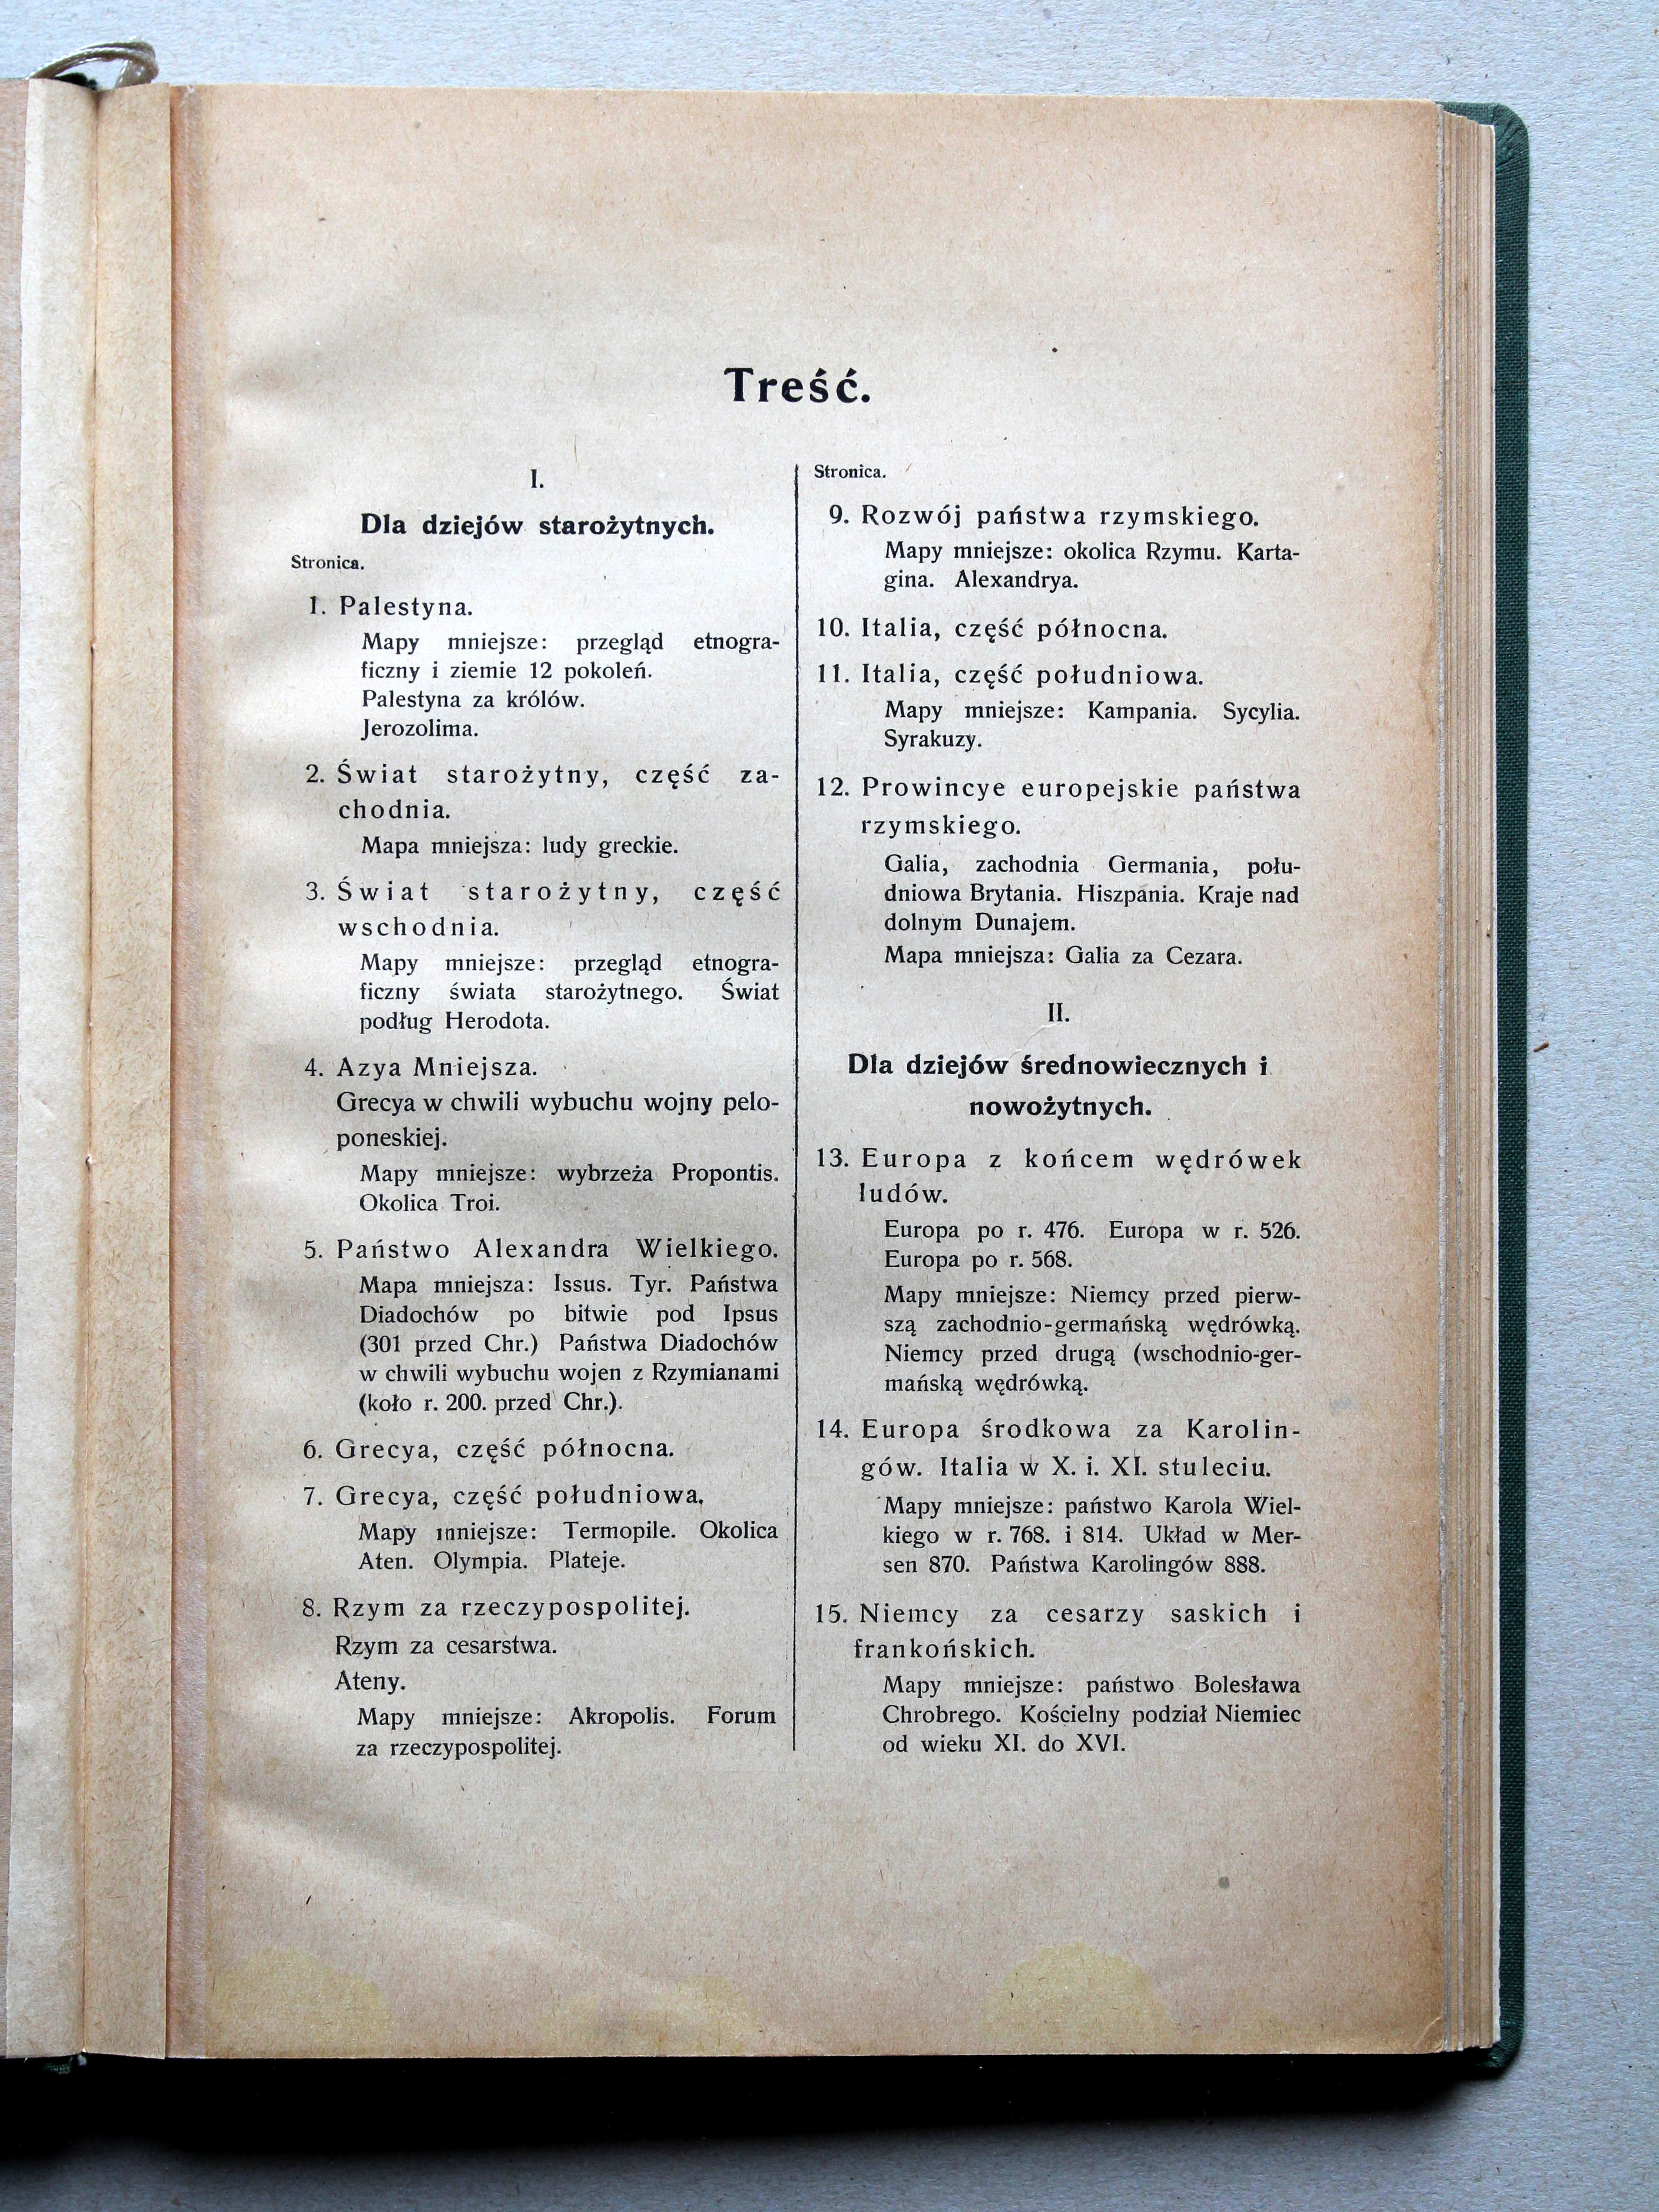 Treść.
I.
Dla dziejów starożytnych.
Stronica.
1. Palestyna.
Mapy mniejsze: przegląd etnogra-
ficzny i ziemie 12 pokoleń.
Palestyna za królów.
Jerozolima.
2. Świat starożytny, część za-
chodnia.
Mapa mniejsza: ludy greckie.
3. Świat starożytny, część
wschodnia.
Mapy mniejsze: przegląd etnogra-
ficzny świata starożytnego. Świat
podług Herodota.
4. Azya Mniejsza.
Grecya w chwili wybuchu wojny pelo-
poneskiej.
Mapy mniejsze: wybrzeża Propontis.
Okolica Troi.
5. Państwo Alexandra Wielkiego.
Mapa mniejsza: Issus. Tyr. Państwa
Diadochów po bitwie pod Ipsus
(301 przed Chr.) Państwa Diadochów
w chwili wybuchu wojen z Rzymianami
(koło r. 200. przed Chr.).
6. Grecya, część północna.
7. Grecya, część południowa.
Mapy mniejsze: Termopile. Okolica
Aten. Olympia. Plateje.
8. Rzym za rzeczypospolitej.
Rzym za cesarstwa.
Ateny.
Mapy mniejsze: Akropolis. Forum
za rzeczypospolitej.
Stronica.
9. Rozwój państwa rzymskiego.
Mapy mniejsze: okolica Rzymu. Karta-
gina. Alexandrya.
10. Italia, część północna.
11. Italia, część południowa.
Mapy mniejsze: Kampania. Sycylia.
Syrakuzy.
12. Prowincye europejskie państwa
rzymskiego.
Galia, zachodnia Germania, połu-
dniowa Brytania. Hiszpania. Kraje nad
dolnym Dunajem.
Mapa mniejsza: Galia za Cezara.
II.
Dla dziejów średnowiecznych i
nowożytnych.
13. Europa z końcem wędrówek
ludów.
Europa po r. 476. Europa w r. 526.
Europa po r. 568.
Mapy mniejsze: Niemcy przed pierw-
szą zachodnio-germańską wędrówką.
Niemcy przed drugą (wschodnio-ger-
mańską wędrówką.
14. Europa środkowa za Karolin-
gów. Italia w X. i. XI. stuleciu.
Mapy mniejsze: państwo Karola Wiel-
kiego w r. 768. i 814. Układ w Mer-
sen 870. Państwa Karolingów 888.
15. Niemcy za cesarzy saskich i
frankońskich.
Mapy mniejsze: państwo Bolesława
Chrobrego. Kościelny podział Niemiec
od wieku XI. do XVI.